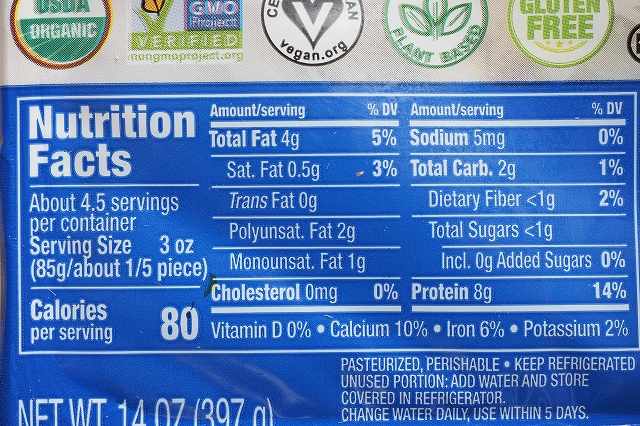 USDA
ORGANIC
NON
GMO
Project
VERIFIED
nongmoproject.org
vegan.org
PLANT BASED
GLUTEN
FREE
Nutrition
Facts
About 4.5 servings
per container
Serving Size 3 oz
(85g/about 1/5 piece)
Calories
per serving 80
Amount/serving % DV
Total Fat 4g 5%
Sat. Fat 0.5g 3%
Trans Fat 0g
Polyunsat. Fat 2g
Monounsat. Fat 1g
Cholesterol 0mg 0%
Amount/serving % DV
Sodium 5mg 0%
Total Carb. 2g 1%
Dietary Fiber <1g 2%
Total Sugars <1g
Incl. 0g Added Sugars 0%
Protein 8g 14%
Vitamin D 0% • Calcium 10% • Iron 6% • Potassium 2%
PASTEURIZED, PERISHABLE • KEEP REFRIGERATED
UNUSED PORTION: ADD WATER AND STORE
COVERED IN REFRIGERATOR.
CHANGE WATER DAILY, USE WITHIN 5 DAYS.
NET WT. 14 OZ (397 g)